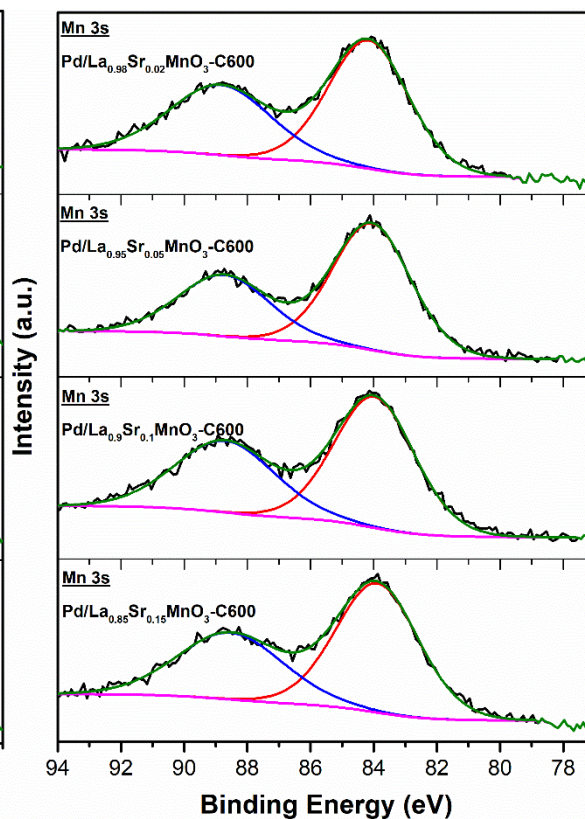 Mn 3s
Pd/La₀.₉₈Sr₀.₀₂MnO₃-C600
Mn 3s
Pd/La₀.₉₅Sr₀.₀₅MnO₃-C600
Mn 3s
Pd/La₀.₉Sr₀.₁MnO₃-C600
Mn 3s
Pd/La₀.₈₅Sr₀.₁₅MnO₃-C600
Intensity (a.u.)
94 92 90 88 86 84 82 80 78
Binding Energy (eV)